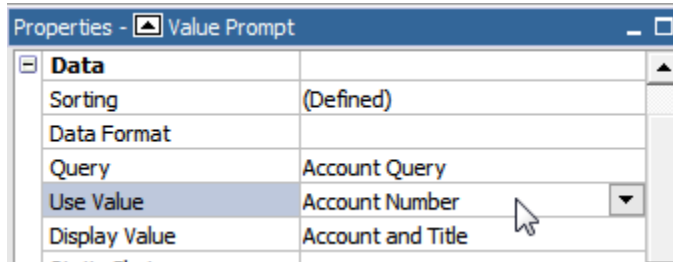 Properties - Value Prompt
Data
Sorting (Defined)
Data Format
Query Account Query
Use Value Account Number
Display Value Account and Title